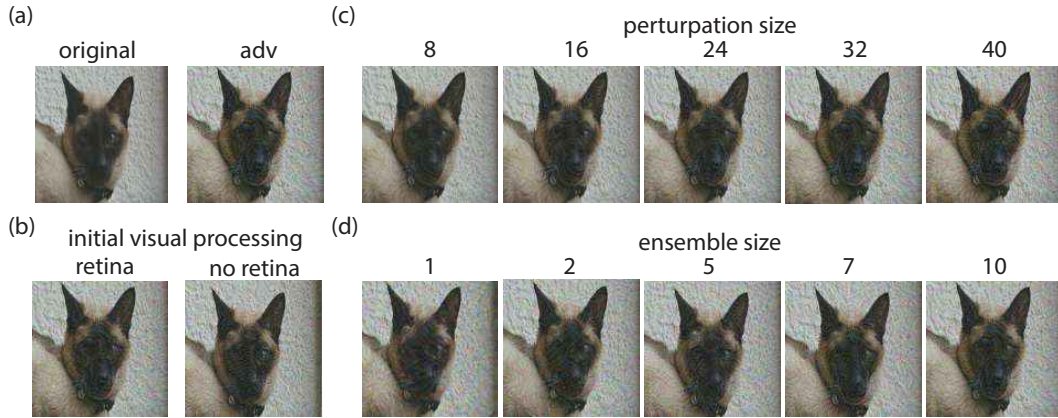 (a)
original adv
(b)
initial visual processing
retina no retina
(c)
perturpation size
8 16 24 32 40
(d)
ensemble size
1 2 5 7 10